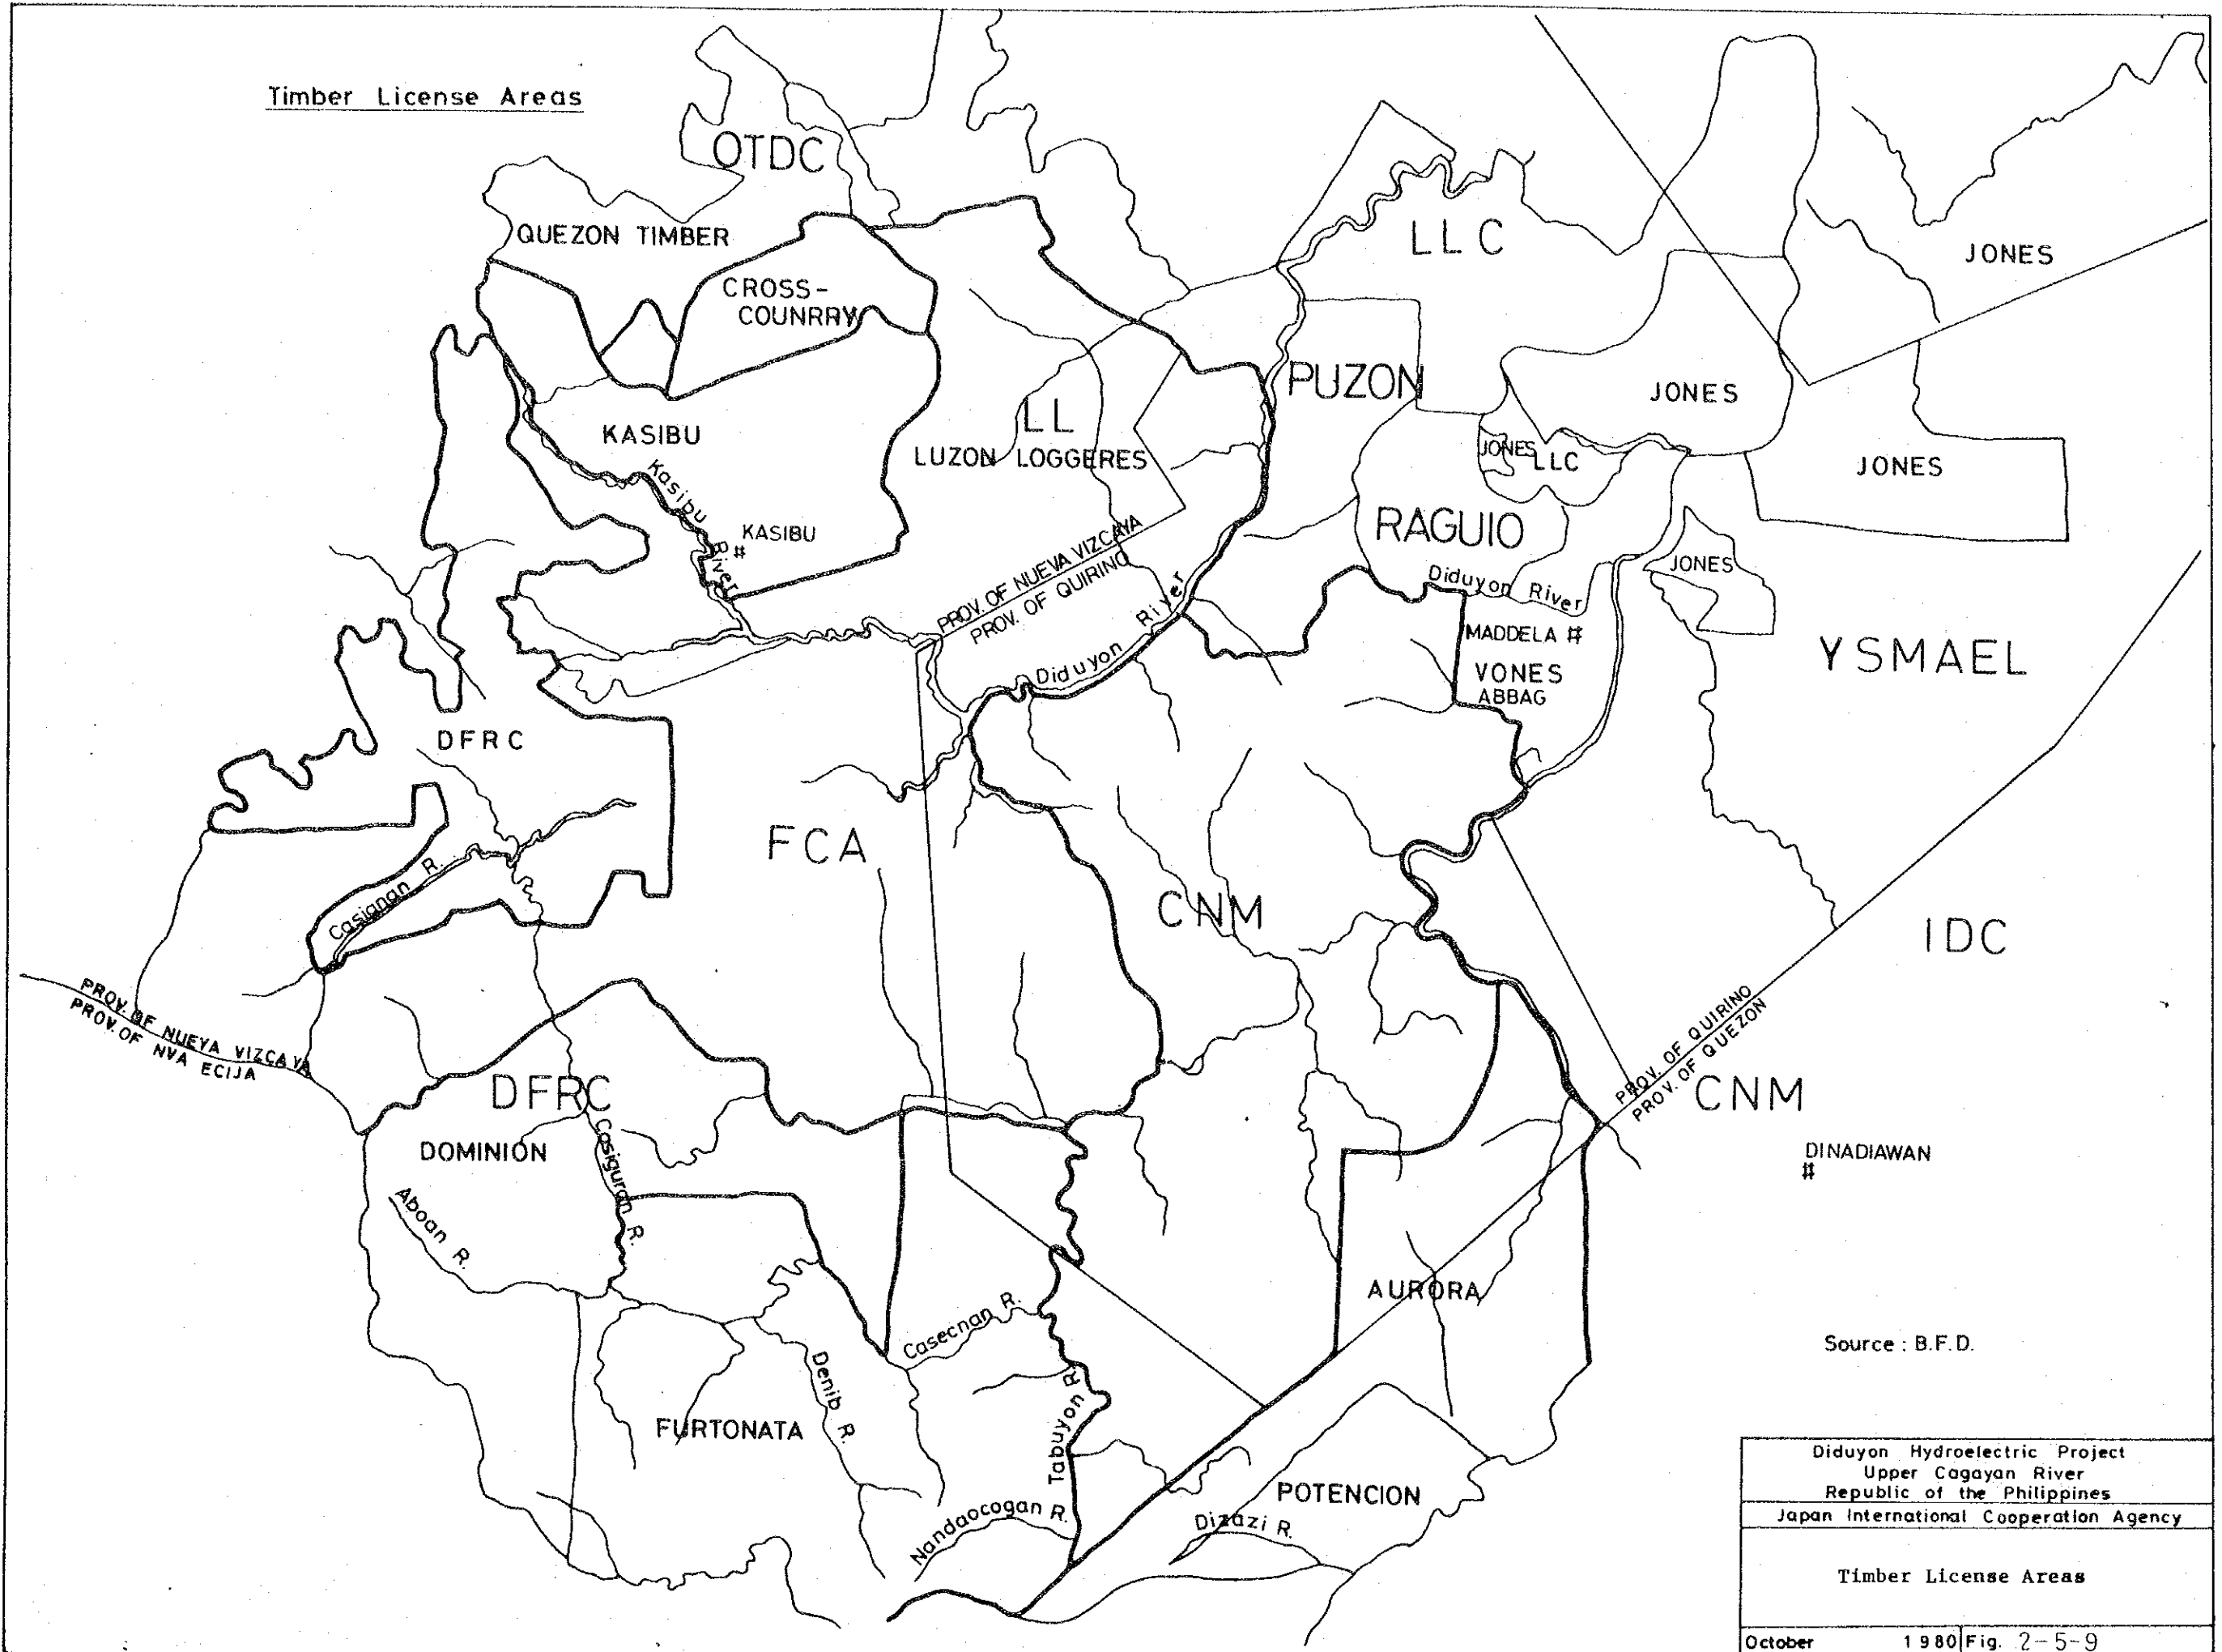 Timber License Areas
OTDC
QUEZON TIMBER
CROSS-
COUNRRY
LLC
JONES
PUZON
JONES
KASIBU
LL
LUZON LOGGERES
JONES
LLC
JONES
Kasibu River
KASIBU
#
RAGUIO
PROV. OF NUEVA VIZCAYA
PROV. OF QUIRINO
JONES
Diduyon River
Diduyon River
MADDELA #
VONES
ABBAG
YSMAEL
DFRC
FCA
CNM
Casignan R.
IDC
PROV. OF NUEVA VIZCAYA
PROV. OF NVA ECIJA
PROV. OF QUIRINO
PROV. OF QUEZON
DFRC
CNM
DOMINION
Casiguran R.
DINADIAWAN
#
Aboan R.
AURORA
Casecnan R.
Source : B.F.D.
Denib R.
Tabuyon R.
FURTONATA
POTENCION
Nandaocogan R.
Dizazi R.
Diduyon Hydroelectric Project
Upper Cagayan River
Republic of the Philippines
Japan International Cooperation Agency
Timber License Areas
October 1980 Fig. 2-5-9